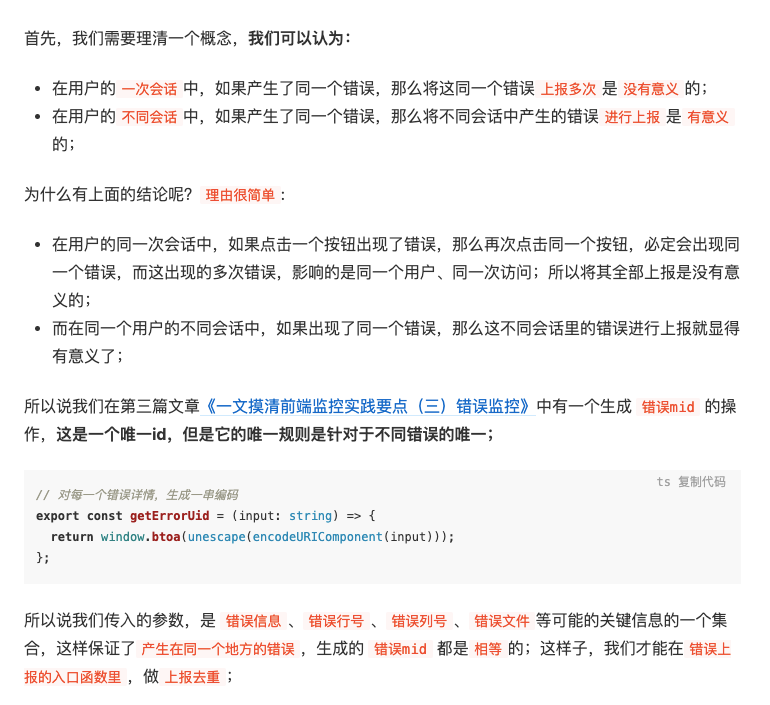 首先，我们需要理清一个概念，我们可以认为：
在用户的 一次会话 中，如果产生了同一个错误，那么将这同一个错误 上报多次 是 没有意义 的；
在用户的 不同会话 中，如果产生了同一个错误，那么将不同会话中产生的错误 进行上报 是 有意义
的；
为什么有上面的结论呢？ 理由很简单 ：
在用户的同一次会话中，如果点击一个按钮出现了错误，那么再次点击同一个按钮，必定会出现同
一个错误，而这出现的多次错误，影响的是同一个用户、同一次访问；所以将其全部上报是没有意
义的；
而在同一个用户的不同会话中，如果出现了同一个错误，那么这不同会话里的错误进行上报就显得
有意义了；
所以说我们在第三篇文章《一文摸清前端监控实践要点（三）错误监控》中有一个生成 错误mid 的操
作，这是一个唯一id，但是它的唯一规则是针对于不同错误的唯一；
ts 复制代码
// 对每一个错误详情，生成一串编码
export const getErrorUid = (input: string) => {
  return window.btoa(unescape(encodeURIComponent(input)));
};
所以说我们传入的参数，是 错误信息 、 错误行号 、 错误列号 、 错误文件 等可能的关键信息的一个集
合，这样保证了 产生在同一个地方的错误 ，生成的 错误mid 都是 相等 的；这样子，我们才能在 错误上
报的入口函数里 ，做 上报去重 ；